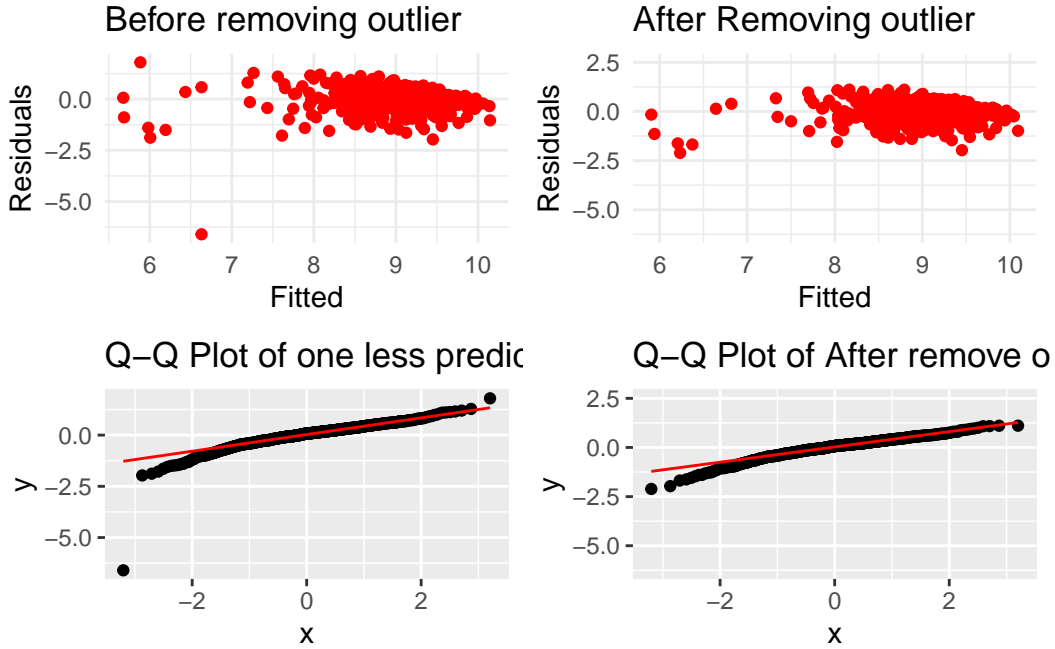 Before removing outlier
Residuals
0.0
−2.5
−5.0
6 7 8 9 10
Fitted
After Removing outlier
Residuals
2.5
0.0
−2.5
−5.0
6 7 8 9 10
Fitted
Q−Q Plot of one less predic
y
0.0
−2.5
−5.0
−2 0 2
x
Q−Q Plot of After remove o
y
2.5
0.0
−2.5
−5.0
−2 0 2
x